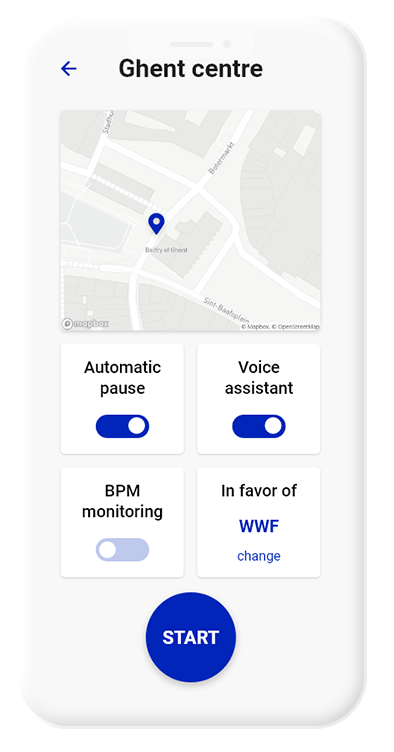 Ghent centre
Stadhu
Botermarkt
Belfry of Ghent
Sint-Baafsplein
mapbox
© Mapbox, © OpenStreetMap
Automatic
pause
Voice
assistant
BPM
monitoring
In favor of
WWF
change
START